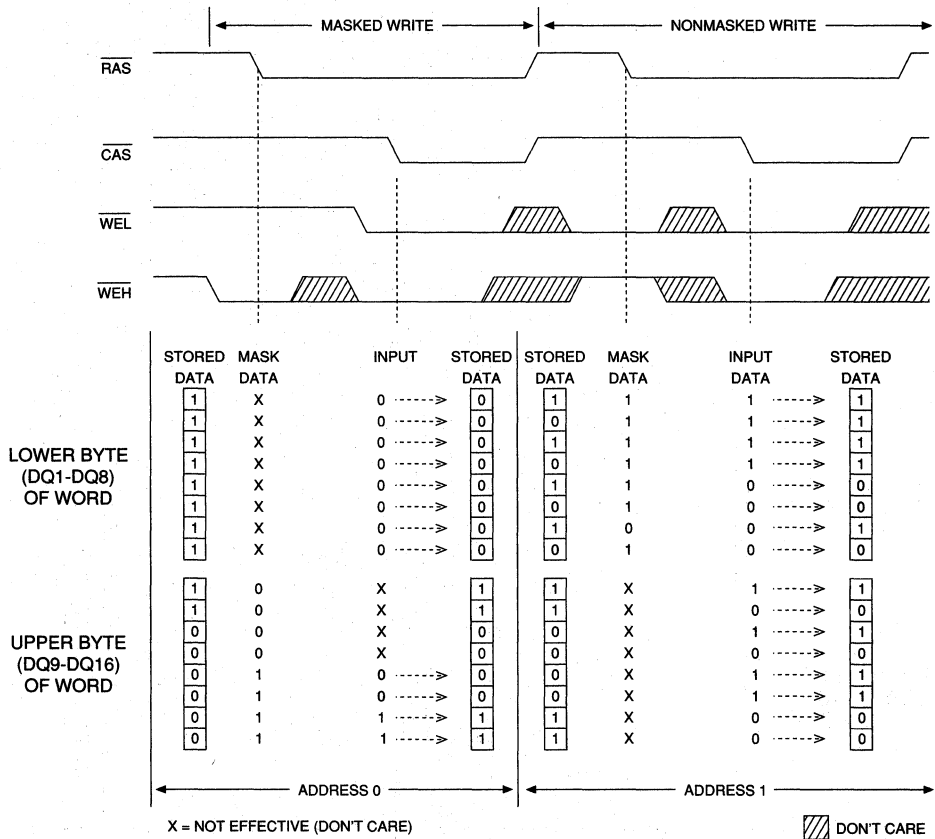 MASKED WRITE NONMASKED WRITE
RAS
CAS
WEL
WEH
STORED MASK INPUT STORED STORED MASK INPUT STORED
DATA DATA DATA DATA DATA DATA DATA
1 X 0 0 1 1 1 1
1 X 0 0 0 1 1 1
1 X 0 0 1 1 1 1
1 X 0 0 0 1 1 1
1 X 0 0 1 1 0 0
1 X 0 0 0 1 0 0
1 X 0 0 1 0 0 1
1 X 0 0 0 1 0 0
LOWER BYTE
(DQ1-DQ8)
OF WORD
1 0 X 1 1 X 1 1
1 0 X 1 1 X 0 0
0 0 X 0 0 X 1 1
0 0 X 0 0 X 0 0
0 1 0 0 0 X 1 1
0 1 0 0 0 X 1 1
0 1 1 1 1 X 0 0
0 1 1 1 1 X 0 0
UPPER BYTE
(DQ9-DQ16)
OF WORD
ADDRESS 0 ADDRESS 1
X = NOT EFFECTIVE (DON'T CARE) DON'T CARE